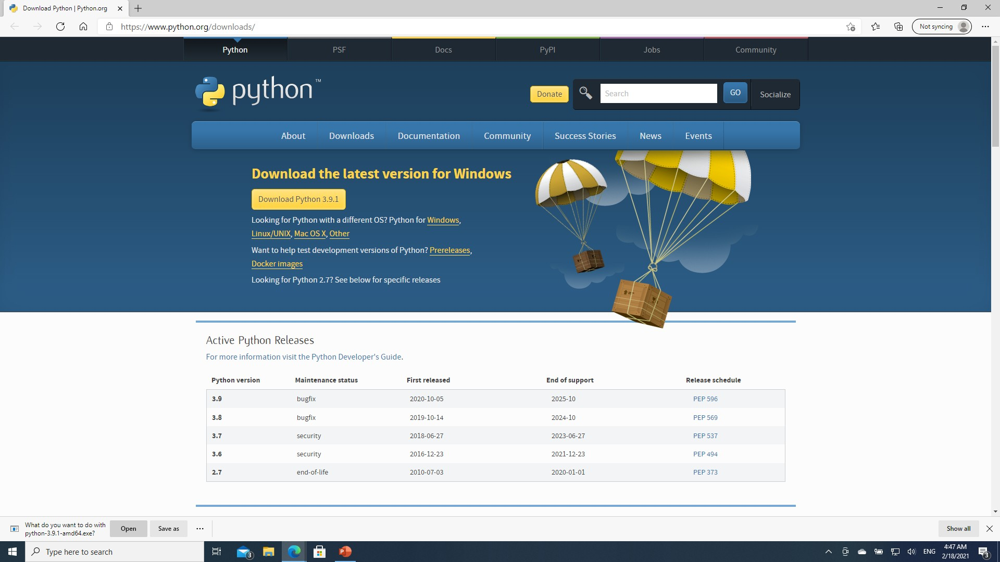 Download Python | Python.org
https://www.python.org/downloads/
Not syncing
Python
PSF
Docs
PyPI
Jobs
Community
python™
Donate
Search
GO
Socialize
About
Downloads
Documentation
Community
Success Stories
News
Events
Download the latest version for Windows
Download Python 3.9.1
Looking for Python with a different OS? Python for Windows,
Linux/UNIX, Mac OS X, Other
Want to help test development versions of Python? Prereleases,
Docker images
Looking for Python 2.7? See below for specific releases
Active Python Releases
For more information visit the Python Developer's Guide.
Python version Maintenance status First released End of support Release schedule
3.9 bugfix 2020-10-05 2025-10 PEP 596
3.8 bugfix 2019-10-14 2024-10 PEP 569
3.7 security 2018-06-27 2023-06-27 PEP 537
3.6 security 2016-12-23 2021-12-23 PEP 494
2.7 end-of-life 2010-07-03 2020-01-01 PEP 373
What do you want to do with
python-3.9.1-amd64.exe?
Open
Save as
Show all
Type here to search
3
P
ENG
4:47 AM
2/18/2021
3